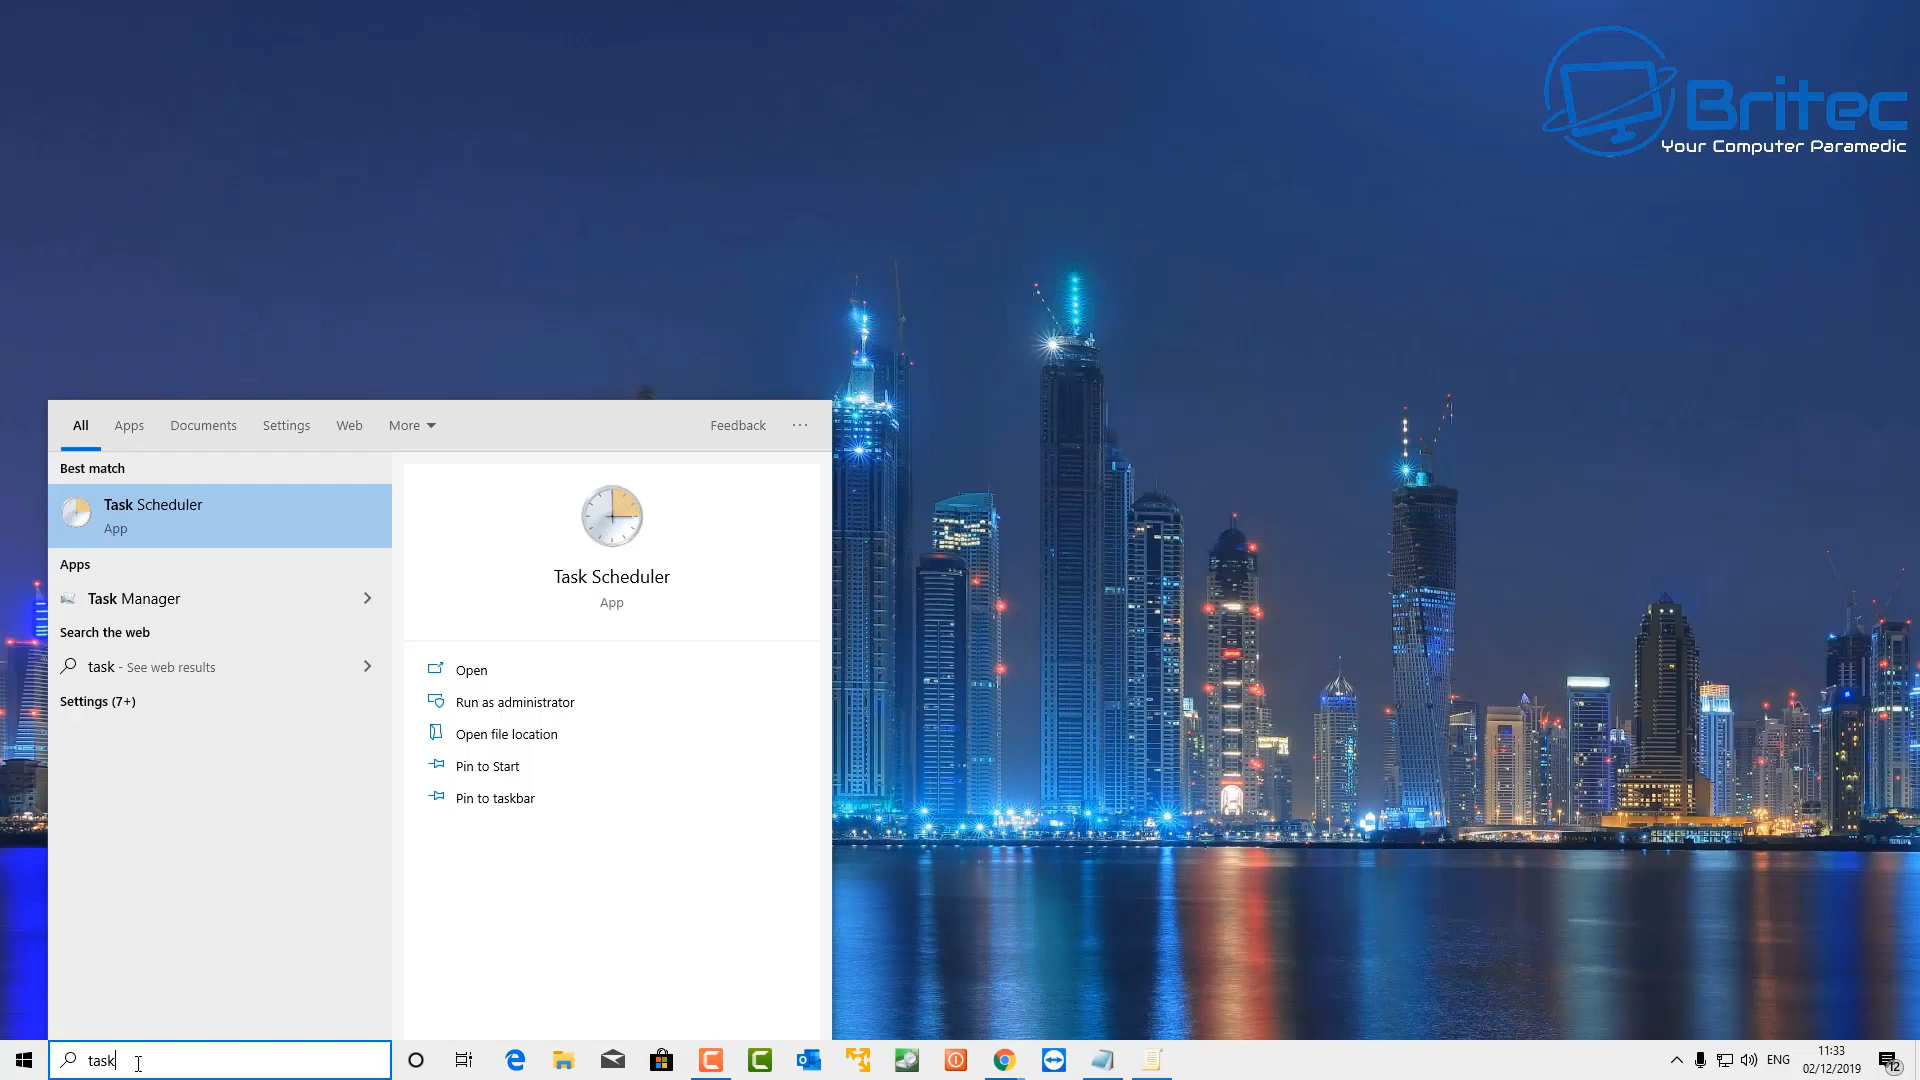 Britec
Your Computer Paramedic
All
Apps
Documents
Settings
Web
More
Feedback
Best match
Task Scheduler
App
Apps
Task Manager
Search the web
task - See web results
Settings (7+)
Task Scheduler
App
Open
Run as administrator
Open file location
Pin to Start
Pin to taskbar
task
ENG
11:33
02/12/2019
12